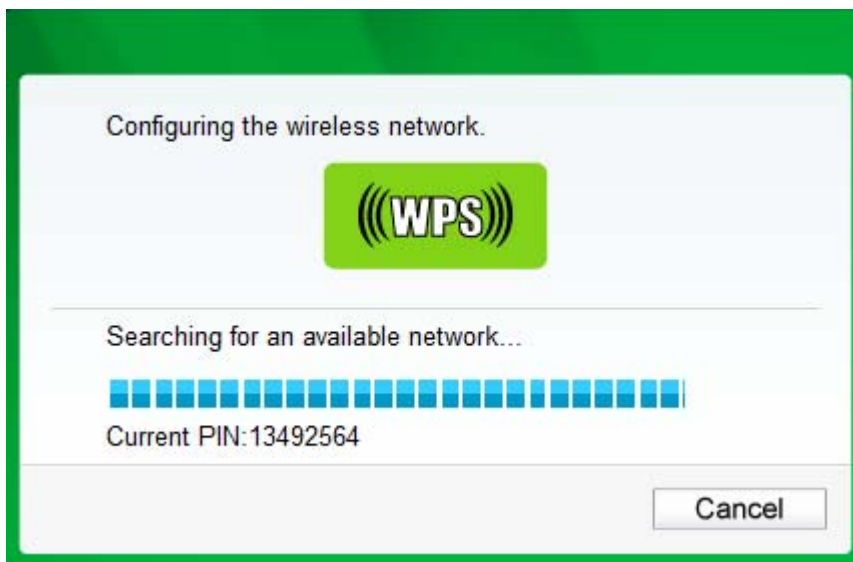 Configuring the wireless network.
(((WPS)))
Searching for an available network...
Current PIN:13492564
Cancel